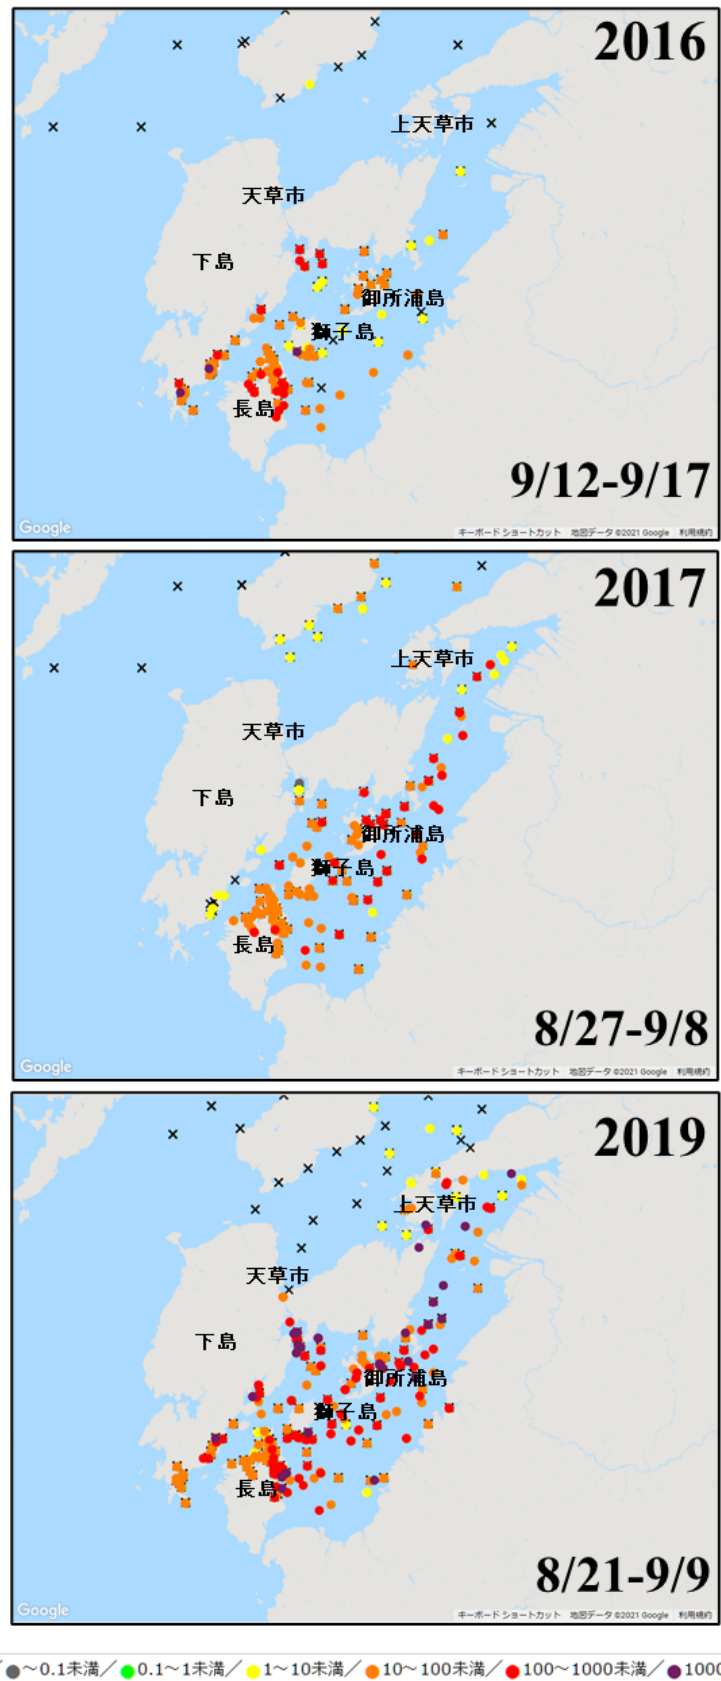 2016
上天草市
天草市
下島
御所浦島
獅子島
長島
9/12-9/17
Google
キーボード ショートカット 地図データ ©2021 Google 利用規約
2017
上天草市
天草市
下島
御所浦島
獅子島
長島
8/27-9/8
Google
キーボード ショートカット 地図データ ©2021 Google 利用規約
2019
上天草市
天草市
下島
御所浦島
獅子島
長島
8/21-9/9
Google
キーボード ショートカット 地図データ ©2021 Google 利用規約
／●～0.1未満／●0.1～1未満／●1～10未満／●10～100未満／●100～1000未満／●1000